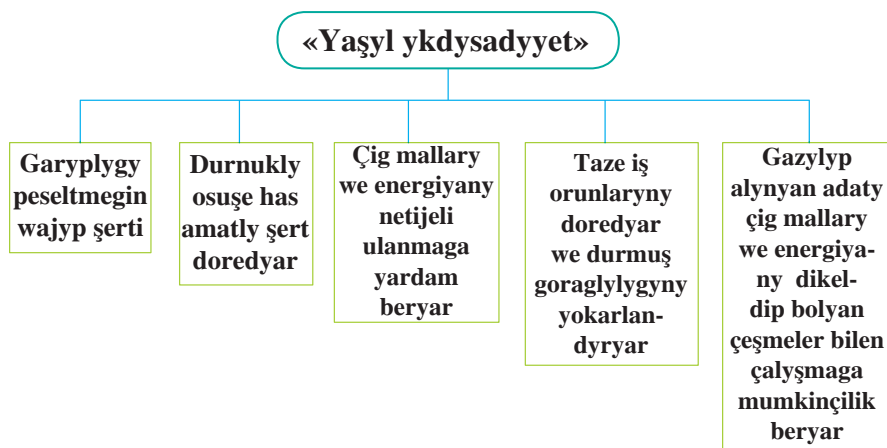 «Yaşyl ykdysadyyet»
Garyplygy
peseltmegin
wajyp şerti
Durnukly
osuşe has
amatly şert
doredyar
Çig mallary
we energiyany
netijeli
ulanmaga
yardam
beryar
Taze iş
orunlaryny
doredyar
we durmuş
goraglylygyny
yokarlan-
dyryar
Gazylyp
alynyan adaty
çig mallary
we energiya-
ny dikel-
dip bolyan
çeşmeler bilen
çalyşmaga
mumkinçilik
beryar